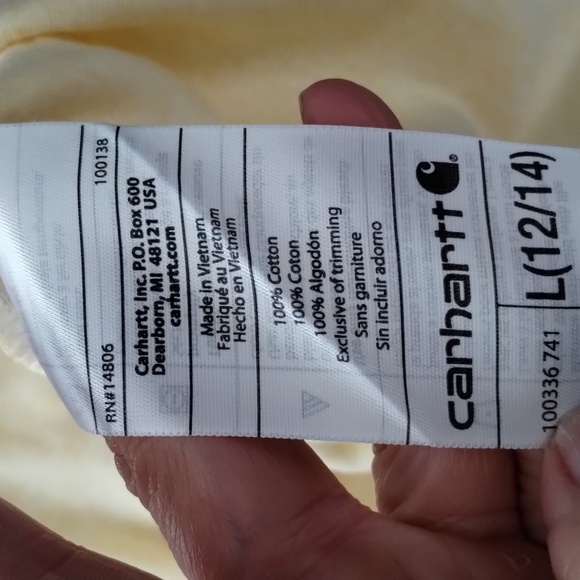 carhartt
100336 741 L(12/14)
100% Cotton
100% Coton
100% Algodón
Exclusive of trimming
Sans garniture
Sin incluir adorno
Made in Vietnam
Fabriqué au Vietnam
Hecho en Vietnam
Carhartt, Inc. P.O. Box 600
Dearborn, MI 48121 USA
carhartt.com
RN#14806 100138